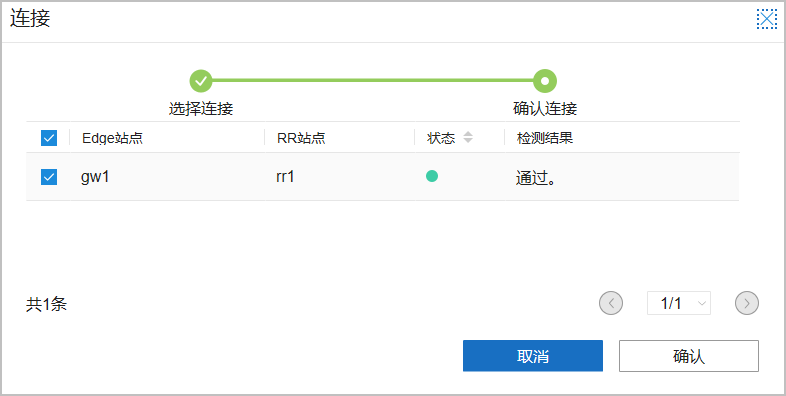 连接
选择连接 确认连接
Edge站点 RR站点 状态 检测结果
gw1 rr1 通过。
共1条 1/1
取消 确认